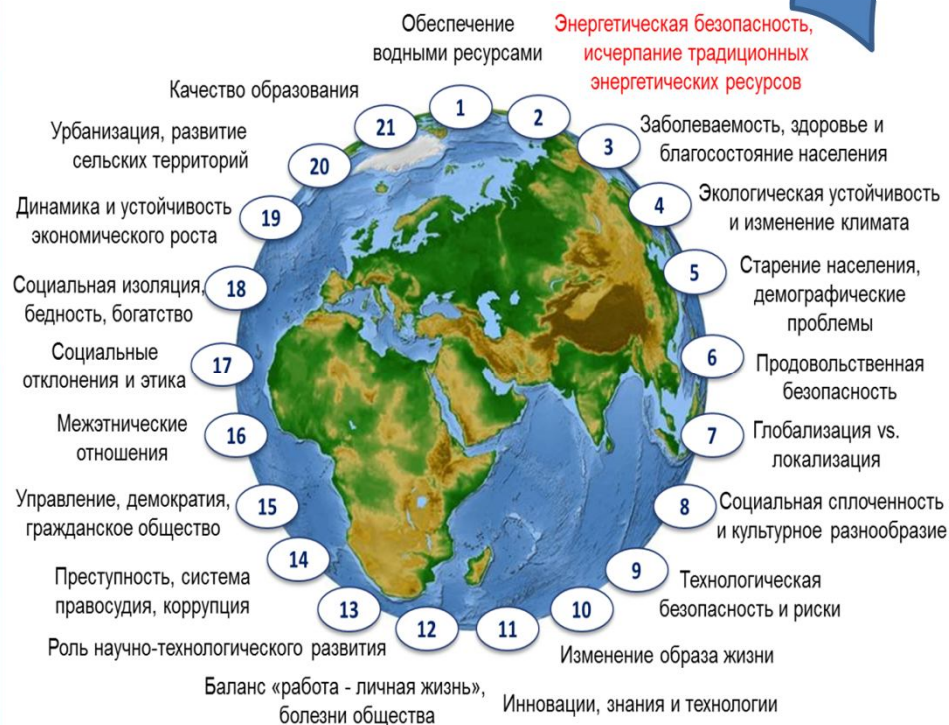 Обеспечение
водными ресурсами
1
Энергетическая безопасность,
исчерпание традиционных
энергетических ресурсов
2
Заболеваемость, здоровье и
благосостояние населения
3
Экологическая устойчивость
и изменение климата
4
Старение населения,
демографические
проблемы
5
Продовольственная
безопасность
6
Глобализация vs.
локализация
7
Социальная сплоченность
и культурное разнообразие
8
Технологическая
безопасность и риски
9
Изменение образа жизни
10
Инновации, знания и технологии
11
Баланс «работа - личная жизнь»,
болезни общества
12
Роль научно-технологического развития
13
Преступность, система
правосудия, коррупция
14
Управление, демократия,
гражданское общество
15
Межэтнические
отношения
16
Социальные
отклонения и этика
17
Социальная изоляция,
бедность, богатство
18
Динамика и устойчивость
экономического роста
19
Урбанизация, развитие
сельских территорий
20
Качество образования
21